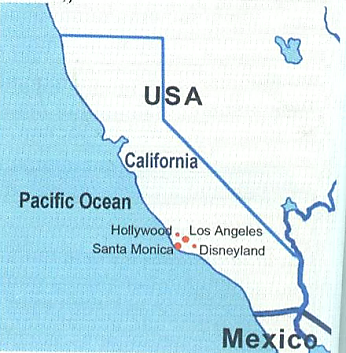 USA
California
Pacific Ocean
Hollywood Los Angeles
Santa Monica Disneyland
Mexico